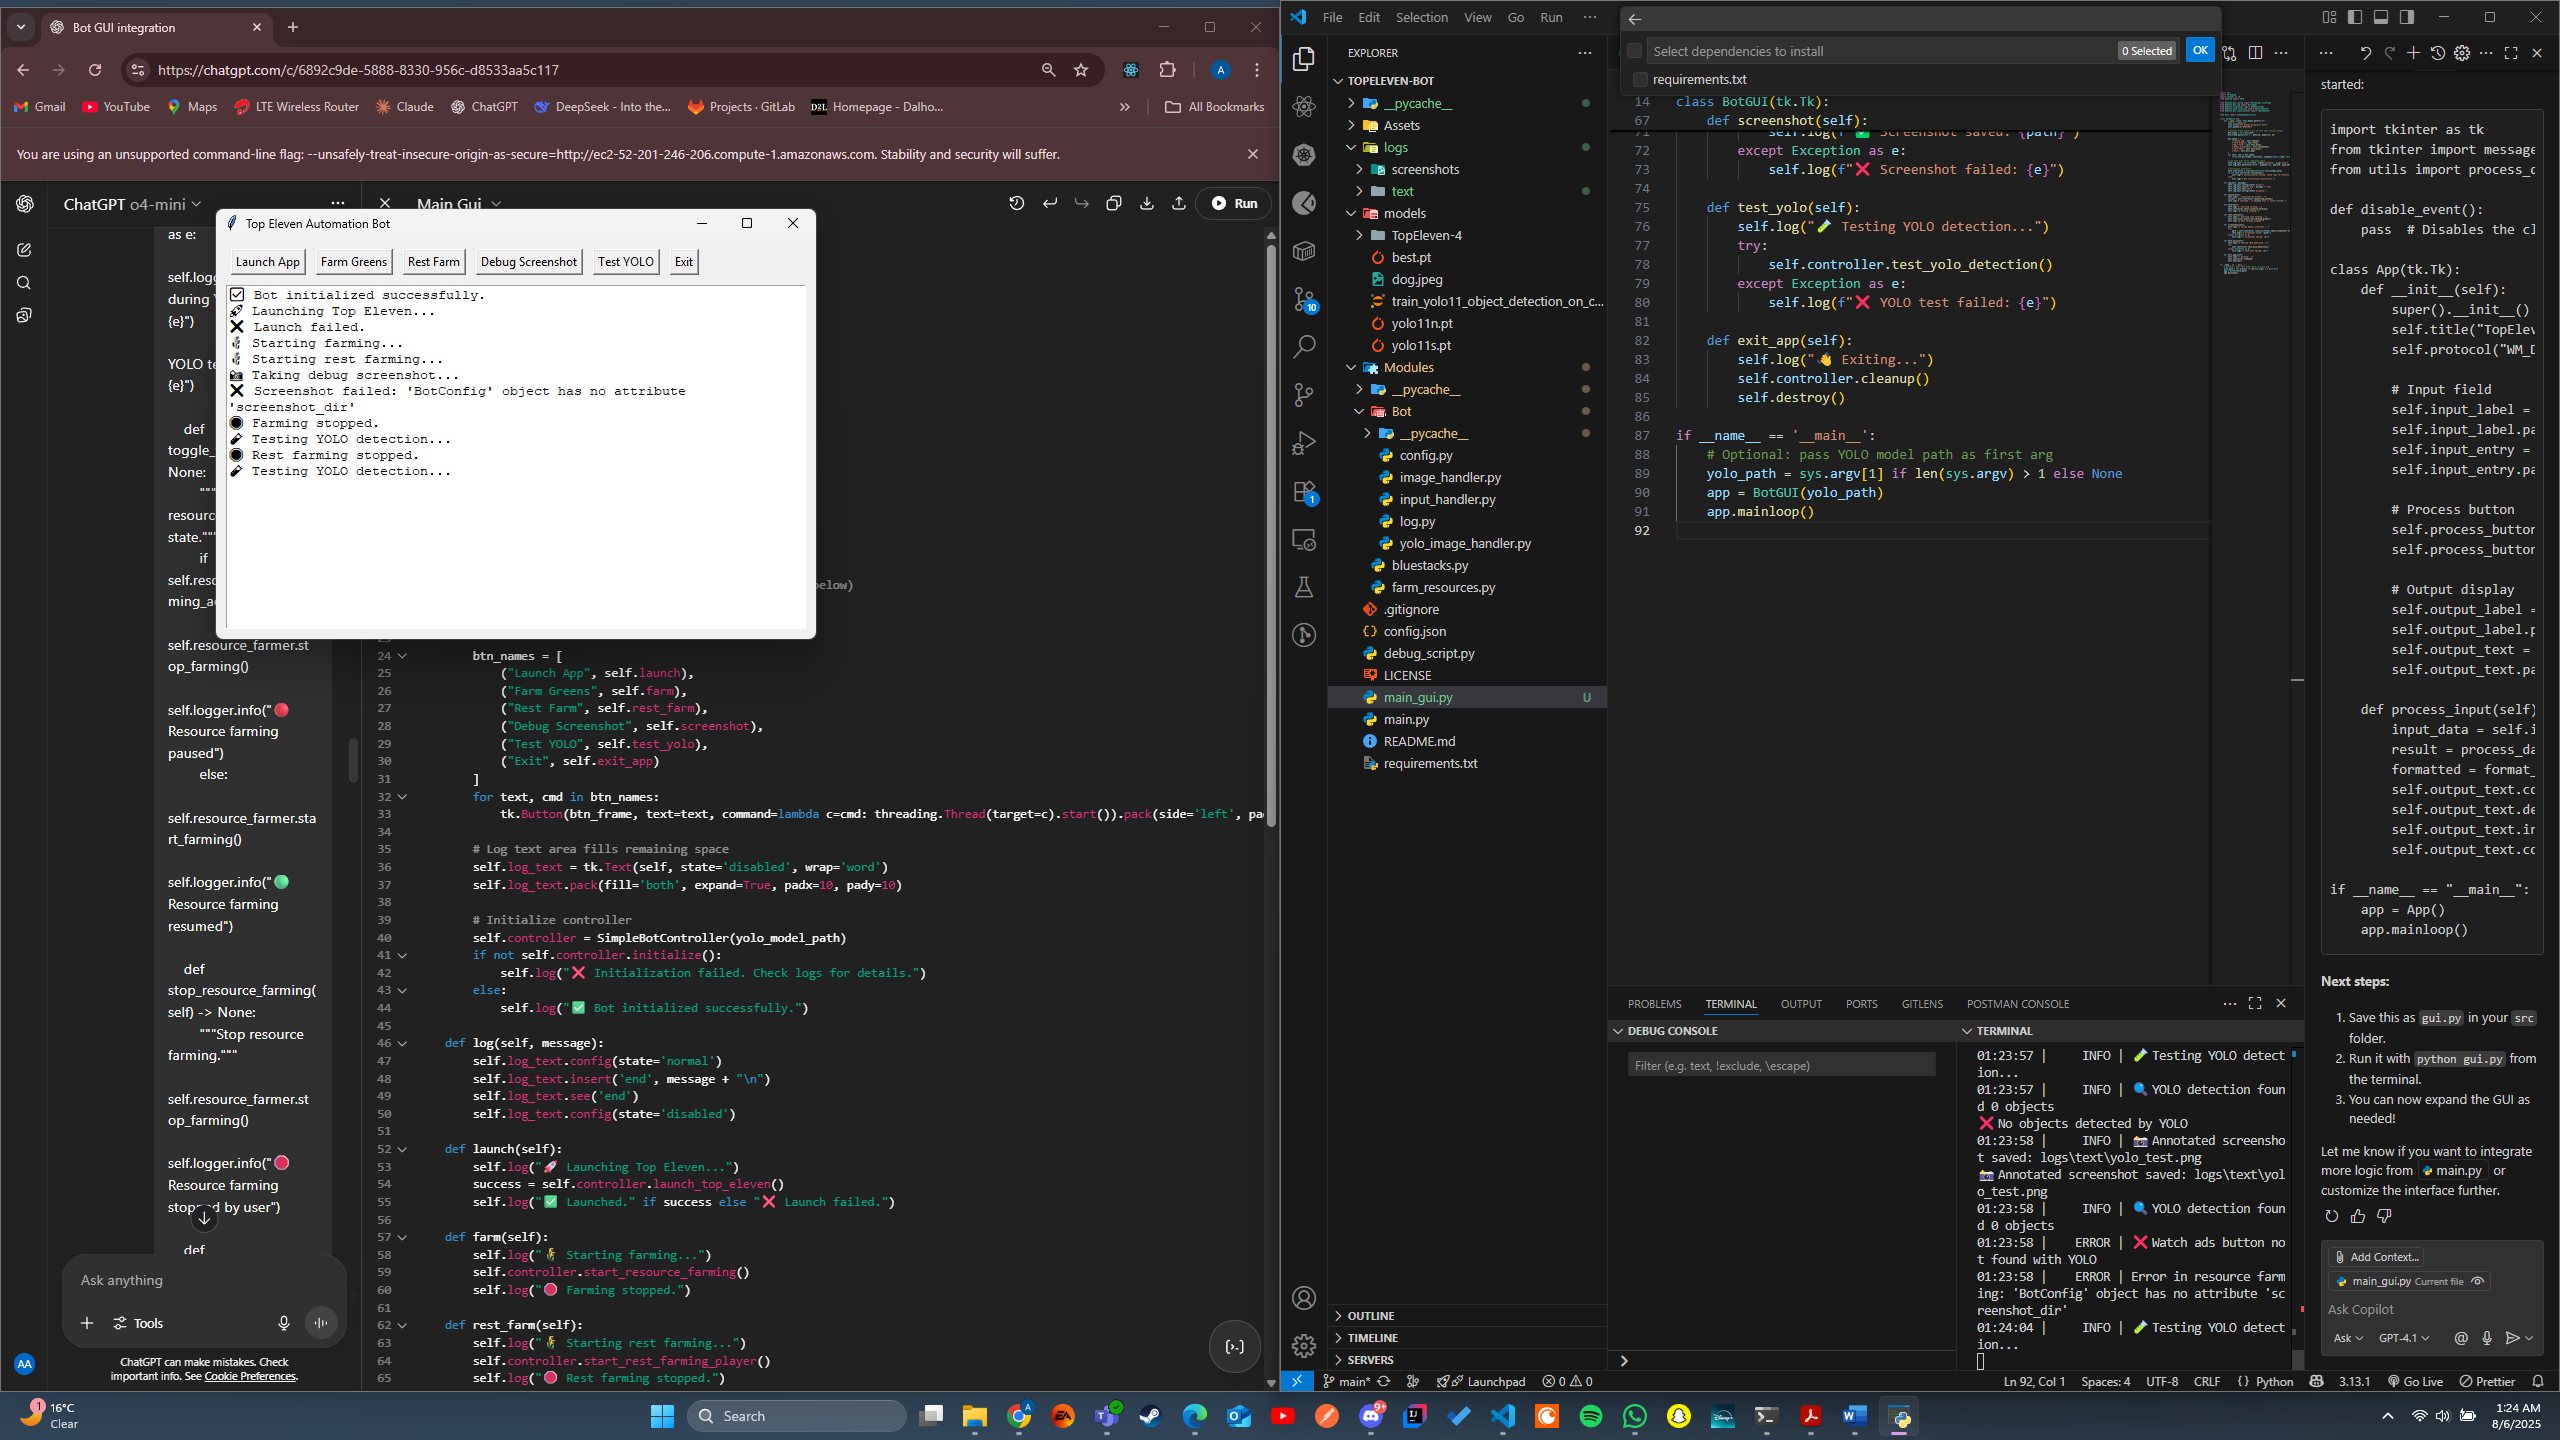 Bot GUI integration
https://chatgpt.com/c/6892c9de-5888-8330-956c-d8533aa5c117
Gmail YouTube Maps LTE Wireless Router Claude ChatGPT DeepSeek - Into the... Projects · GitLab Homepage - Dalho... » All Bookmarks
You are using an unsupported command-line flag: --unsafely-treat-insecure-origin-as-secure=http://ec2-52-201-246-206.compute-1.amazonaws.com. Stability and security will suffer.
ChatGPT o4-mini
Main Gui
Run
as e:
self.logg
during Y
{e}")
YOLO te
{e}")
def
toggle_
None:
"""
resourc
state."""
if
self.reso
ming_ac
self.resource_farmer.st
op_farming()
self.logger.info("🔴
Resource farming
paused")
else:
self.resource_farmer.sta
rt_farming()
self.logger.info("🟢
Resource farming
resumed")
def
stop_resource_farming(
self) -> None:
"""Stop resource
farming."""
self.resource_farmer.st
op_farming()
self.logger.info("🛑
Resource farming
stopped by user")
def
Ask anything
Tools
ChatGPT can make mistakes. Check
important info. See Cookie Preferences.
AA
Top Eleven Automation Bot
Launch App Farm Greens Rest Farm Debug Screenshot Test YOLO Exit
✅ Bot initialized successfully.
🚀 Launching Top Eleven...
❌ Launch failed.
Starting farming...
Starting rest farming...
📸 Taking debug screenshot...
❌ Screenshot failed: 'BotConfig' object has no attribute
'screenshot_dir'
🛑 Farming stopped.
🧪 Testing YOLO detection...
🛑 Rest farming stopped.
🧪 Testing YOLO detection...
below)
24 btn_names = [
25 ("Launch App", self.launch),
26 ("Farm Greens", self.farm),
27 ("Rest Farm", self.rest_farm),
28 ("Debug Screenshot", self.screenshot),
29 ("Test YOLO", self.test_yolo),
30 ("Exit", self.exit_app)
31 ]
32 for text, cmd in btn_names:
33 tk.Button(btn_frame, text=text, command=lambda c=cmd: threading.Thread(target=c).start()).pack(side='left', pa
34
35 # Log text area fills remaining space
36 self.log_text = tk.Text(self, state='disabled', wrap='word')
37 self.log_text.pack(fill='both', expand=True, padx=10, pady=10)
38
39 # Initialize controller
40 self.controller = SimpleBotController(yolo_model_path)
41 if not self.controller.initialize():
42 self.log("❌ Initialization failed. Check logs for details.")
43 else:
44 self.log("✅ Bot initialized successfully.")
45
46 def log(self, message):
47 self.log_text.config(state='normal')
48 self.log_text.insert('end', message + "\n")
49 self.log_text.see('end')
50 self.log_text.config(state='disabled')
51
52 def launch(self):
53 self.log("🚀 Launching Top Eleven...")
54 success = self.controller.launch_top_eleven()
55 self.log("✅ Launched." if success else "❌ Launch failed.")
56
57 def farm(self):
58 self.log(" Starting farming...")
59 self.controller.start_resource_farming()
60 self.log("🛑 Farming stopped.")
61
62 def rest_farm(self):
63 self.log(" Starting rest farming...")
64 self.controller.start_rest_farming_player()
65 self.log("🛑 Rest farming stopped.")
File Edit Selection View Go Run ···
Select dependencies to install 0 Selected OK
requirements.txt
EXPLORER
TOPELEVEN-BOT
__pycache__
Assets
logs
screenshots
text
models
TopEleven-4
best.pt
dog.jpeg
train_yolo11_object_detection_on_c...
yolo11n.pt
yolo11s.pt
Modules
__pycache__
Bot
__pycache__
config.py
image_handler.py
input_handler.py
log.py
yolo_image_handler.py
bluestacks.py
farm_resources.py
.gitignore
config.json
debug_script.py
LICENSE
main_gui.py U
main.py
README.md
requirements.txt
OUTLINE
TIMELINE
SERVERS
10
1
14 class BotGUI(tk.Tk):
67 def screenshot(self):
71 self.log(f"✅ Screenshot saved: {path}")
72 except Exception as e:
73 self.log(f"❌ Screenshot failed: {e}")
74
75 def test_yolo(self):
76 self.log("🧪 Testing YOLO detection...")
77 try:
78 self.controller.test_yolo_detection()
79 except Exception as e:
80 self.log(f"❌ YOLO test failed: {e}")
81
82 def exit_app(self):
83 self.log("👋 Exiting...")
84 self.controller.cleanup()
85 self.destroy()
86
87 if __name__ == '__main__':
88 # Optional: pass YOLO model path as first arg
89 yolo_path = sys.argv[1] if len(sys.argv) > 1 else None
90 app = BotGUI(yolo_path)
91 app.mainloop()
92
PROBLEMS TERMINAL OUTPUT PORTS GITLENS POSTMAN CONSOLE
DEBUG CONSOLE
Filter (e.g. text, !exclude, \escape)
TERMINAL
01:23:57 | INFO | 🧪 Testing YOLO detect
ion...
01:23:57 | INFO | 🔍 YOLO detection foun
d 0 objects
❌ No objects detected by YOLO
01:23:58 | INFO | 📸 Annotated screensho
t saved: logs\text\yolo_test.png
📸 Annotated screenshot saved: logs\text\yol
o_test.png
01:23:58 | INFO | 🔍 YOLO detection foun
d 0 objects
01:23:58 | ERROR | ❌ Watch ads button no
t found with YOLO
01:23:58 | ERROR | Error in resource farm
ing: 'BotConfig' object has no attribute 'sc
reenshot_dir'
01:24:04 | INFO | 🧪 Testing YOLO detect
ion...
started:
import tkinter as tk
from tkinter import message
from utils import process_d
def disable_event():
pass # Disables the cl
class App(tk.Tk):
def __init__(self):
super().__init__()
self.title("TopElev
self.protocol("WM_D
# Input field
self.input_label =
self.input_label.pa
self.input_entry =
self.input_entry.pa
# Process button
self.process_button
self.process_button
# Output display
self.output_label =
self.output_label.p
self.output_text =
self.output_text.pa
def process_input(self)
input_data = self.i
result = process_da
formatted = format_
self.output_text.co
self.output_text.de
self.output_text.in
self.output_text.co
if __name__ == "__main__":
app = App()
app.mainloop()
Next steps:
1. Save this as gui.py in your src
folder.
2. Run it with python gui.py from
the terminal.
3. You can now expand the GUI as
needed!
Let me know if you want to integrate
more logic from main.py or
customize the interface further.
Add Context...
main_gui.py Current file
Ask Copilot
Ask GPT-4.1
main* Launchpad 0 0 Ln 92, Col 1 Spaces: 4 UTF-8 CRLF Python 3.13.1 Go Live Prettier
1 16°C
Clear
Search
9+
1:24 AM
8/6/2025